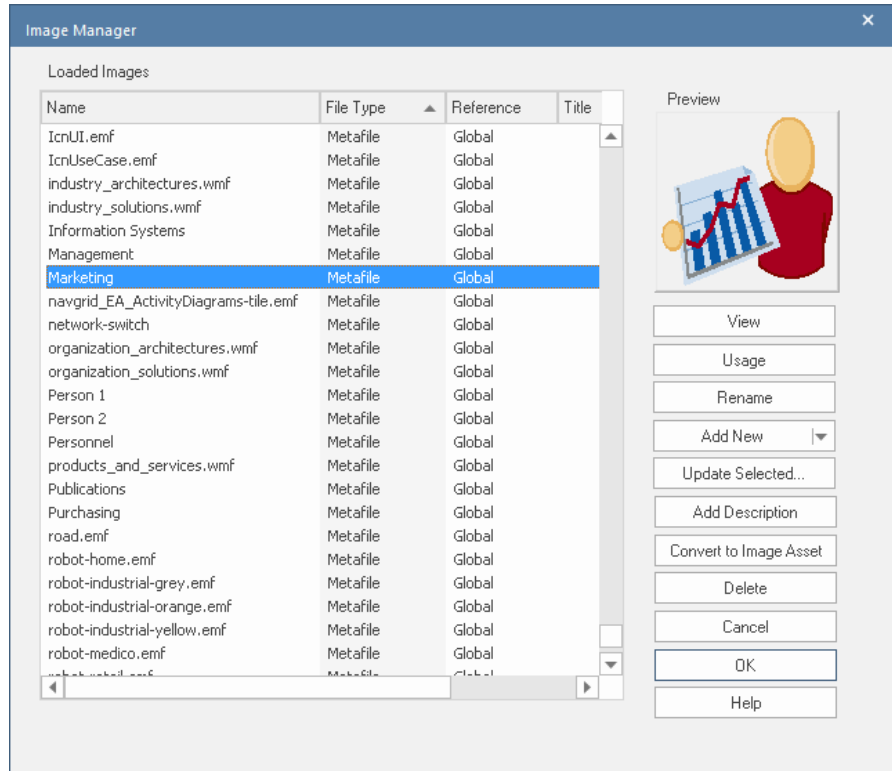 Image Manager
Loaded Images
Name File Type Reference Title
IcnUI.emf Metafile Global
IcnUseCase.emf Metafile Global
industry_architectures.wmf Metafile Global
industry_solutions.wmf Metafile Global
Information Systems Metafile Global
Management Metafile Global
Marketing Metafile Global
navgrid_EA_ActivityDiagrams-tile.emf Metafile Global
network-switch Metafile Global
organization_architectures.wmf Metafile Global
organization_solutions.wmf Metafile Global
Person 1 Metafile Global
Person 2 Metafile Global
Personnel Metafile Global
products_and_services.wmf Metafile Global
Publications Metafile Global
Purchasing Metafile Global
road.emf Metafile Global
robot-home.emf Metafile Global
robot-industrial-grey.emf Metafile Global
robot-industrial-orange.emf Metafile Global
robot-industrial-yellow.emf Metafile Global
robot-medico.emf Metafile Global
Preview
View
Usage
Rename
Add New
Update Selected...
Add Description
Convert to Image Asset
Delete
Cancel
OK
Help